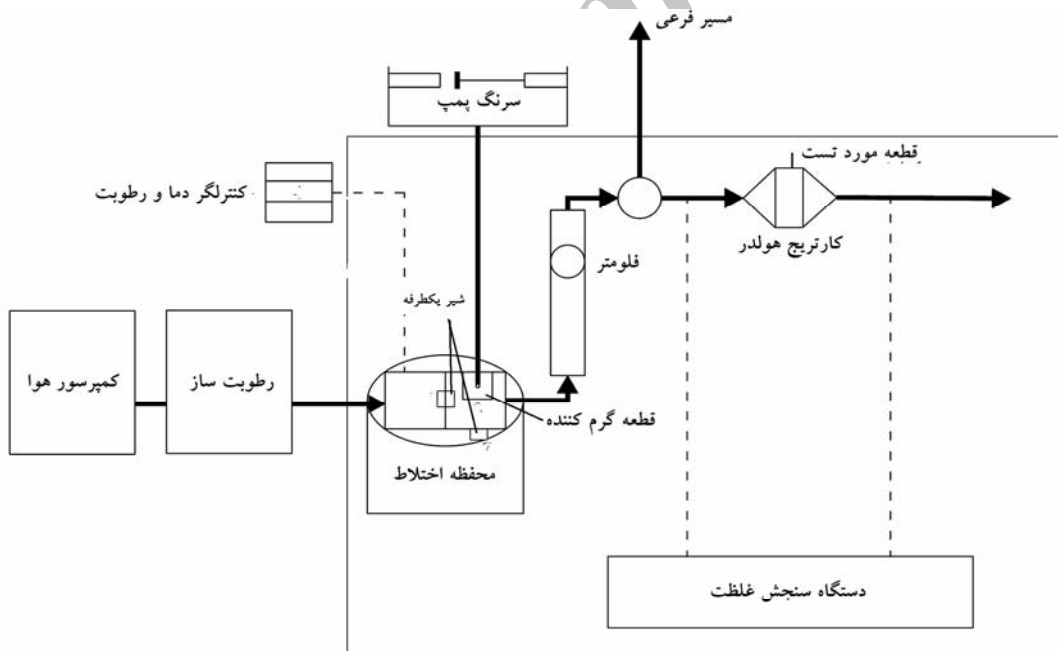 مسیر فرعی
سرنگ پمپ
قطعه مورد تست
کنترلگر دما و رطوبت
کارتریج هولدر
فلومتر
شیر یکطرفه
کمپرسور هوا
رطوبت ساز
قطعه گرم کننده
محفظه اختلاط
دستگاه سنجش غلظت